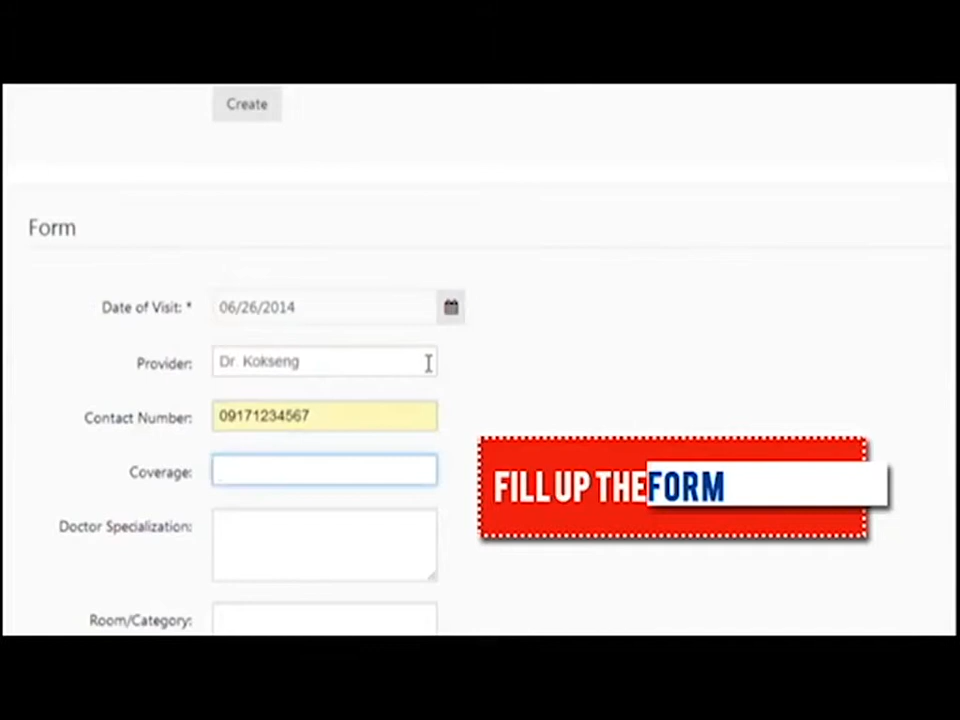 Create
Form
Date of Visit: * 06/26/2014
Provider: Dr Kokseng
Contact Number: 09171234567
Coverage:
Doctor Specialization:
Room/Category:
FILL UP THE FORM